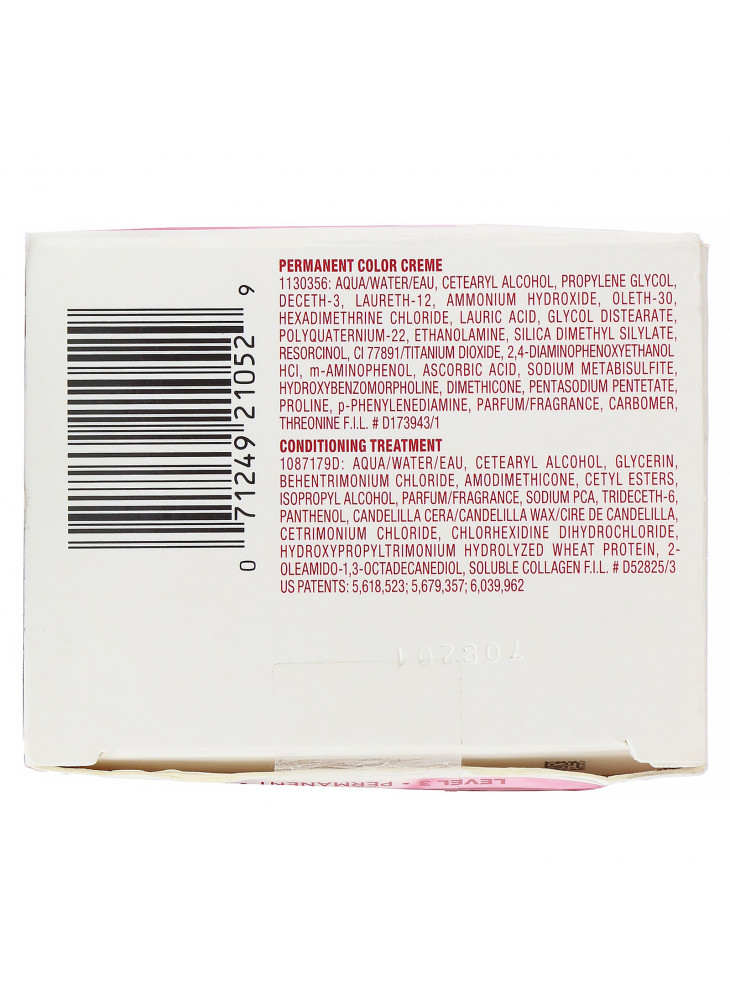 PERMANENT COLOR CREME
1130356: AQUA/WATER/EAU, CETEARYL ALCOHOL, PROPYLENE GLYCOL,
DECETH-3, LAURETH-12, AMMONIUM HYDROXIDE, OLETH-30,
HEXADIMETHRINE CHLORIDE, LAURIC ACID, GLYCOL DISTEARATE,
POLYQUATERNIUM-22, ETHANOLAMINE, SILICA DIMETHYL SILYLATE,
RESORCINOL, CI 77891/TITANIUM DIOXIDE, 2,4-DIAMINOPHENOXYETHANOL
HCl, m-AMINOPHENOL, ASCORBIC ACID, SODIUM METABISULFITE,
HYDROXYBENZOMORPHOLINE, DIMETHICONE, PENTASODIUM PENTETATE,
PROLINE, p-PHENYLENEDIAMINE, PARFUM/FRAGRANCE, CARBOMER,
THREONINE F.I.L. # D173943/1
CONDITIONING TREATMENT
1087179D: AQUA/WATER/EAU, CETEARYL ALCOHOL, GLYCERIN,
BEHENTRIMONIUM CHLORIDE, AMODIMETHICONE, CETYL ESTERS,
ISOPROPYL ALCOHOL, PARFUM/FRAGRANCE, SODIUM PCA, TRIDECETH-6,
PANTHENOL, CANDELILLA CERA/CANDELILLA WAX/CIRE DE CANDELILLA,
CETRIMONIUM CHLORIDE, CHLORHEXIDINE DIHYDROCHLORIDE,
HYDROXYPROPYLTRIMONIUM HYDROLYZED WHEAT PROTEIN, 2-
OLEAMIDO-1,3-OCTADECANEDIOL, SOLUBLE COLLAGEN F.I.L. # D52825/3
US PATENTS: 5,618,523; 5,679,357; 6,039,962
0 71249 21052 9
LEVEL 3 • PERMANENT •